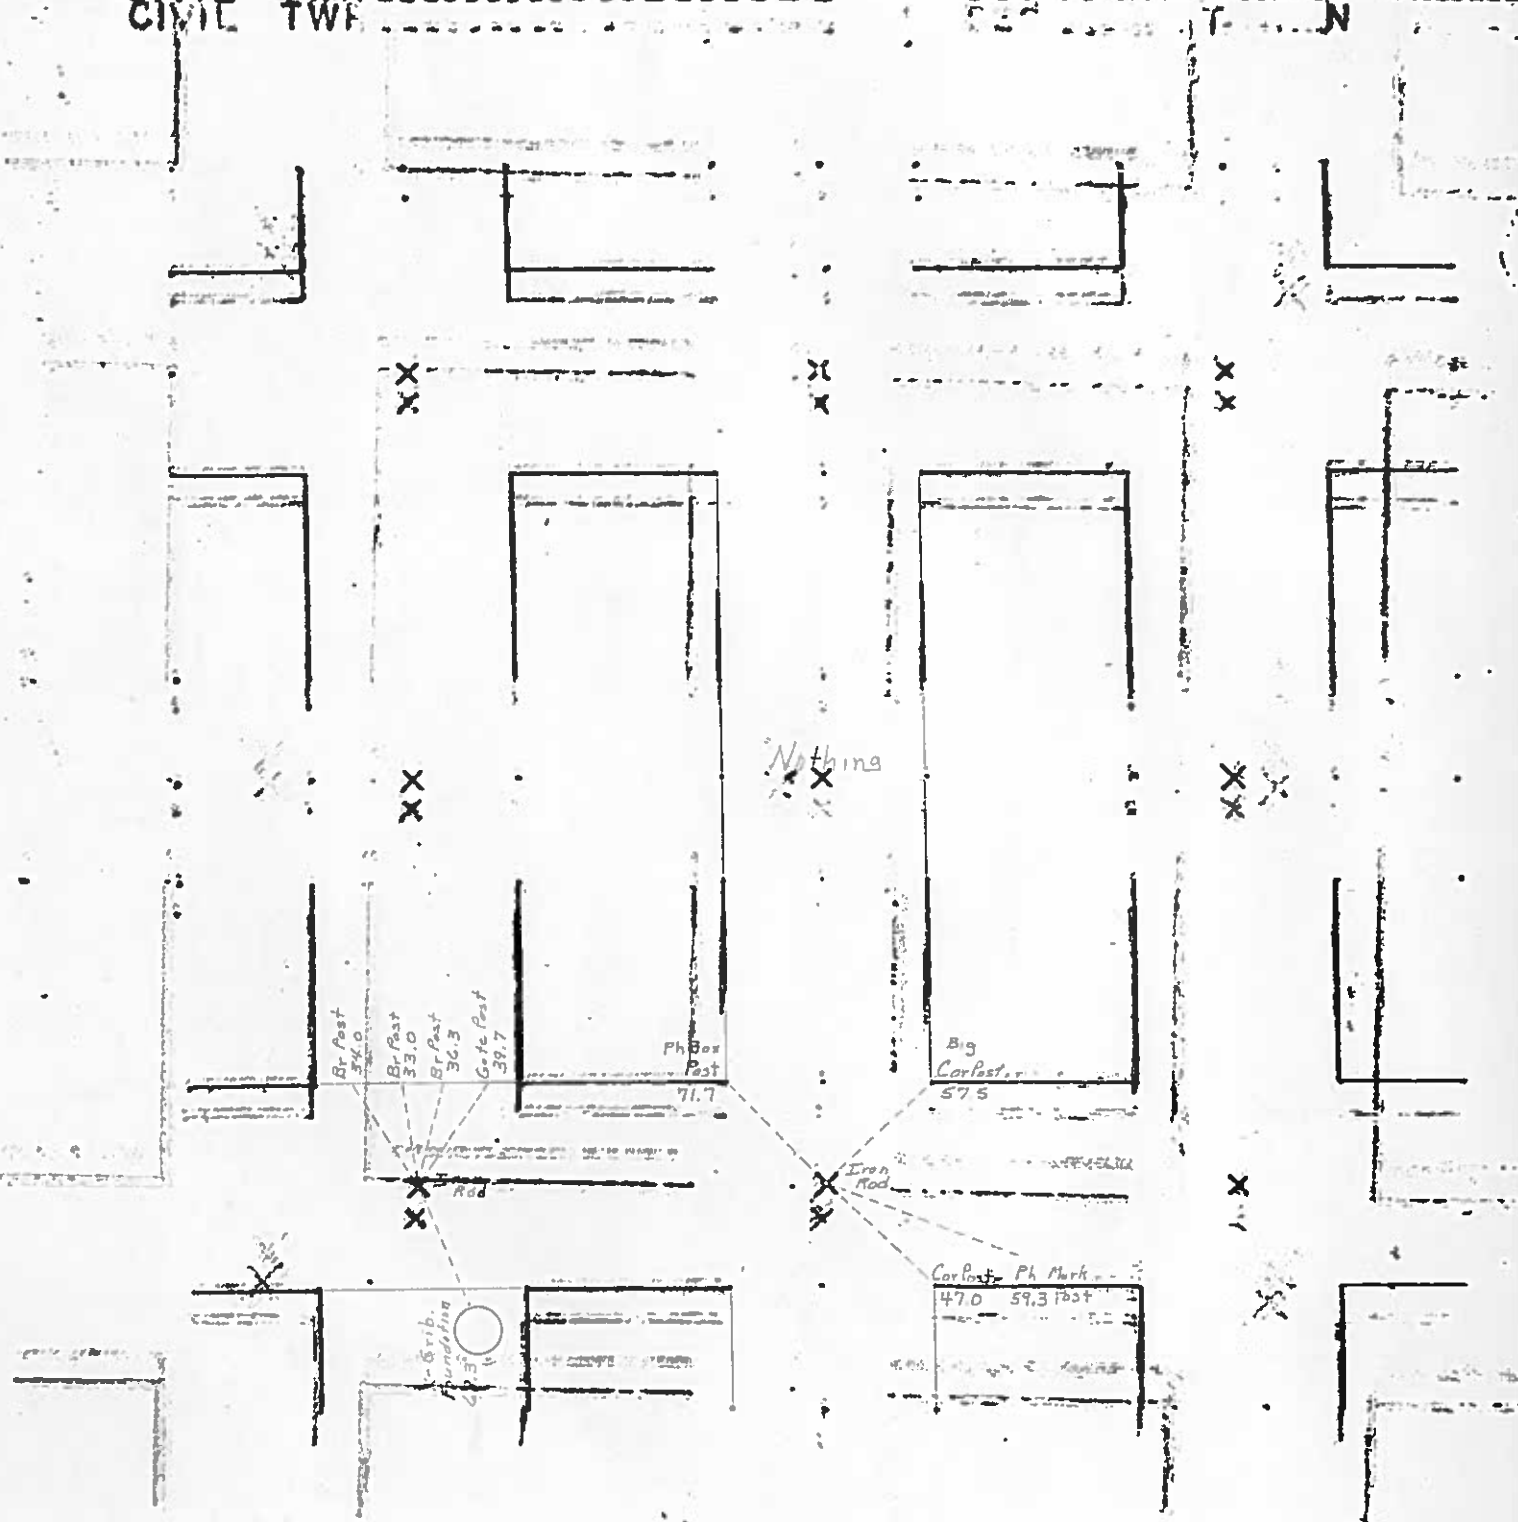 CIVIL TWP
T N
Nothing
Br Post
34.0
Br Post
33.0
Br Post
36.3
Gate Post
39.7
Ph Box
Post
71.7
Big
Cor Post
57.5
Rod
Iron
Rod
Cor Post
47.0
Ph Mark
59.3 Post
Crib.
Foundation